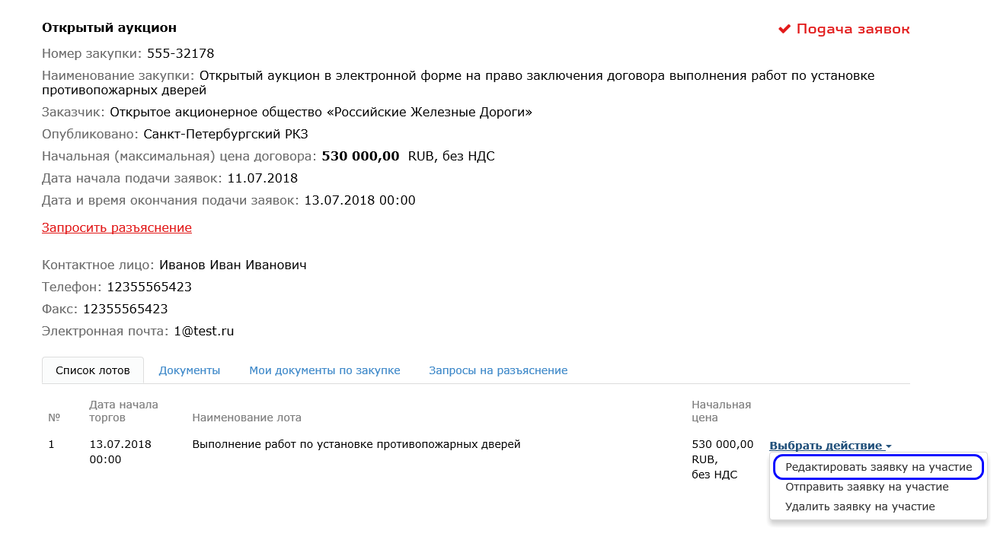 Открытый аукцион
Подача заявок
Номер закупки: 555-32178
Наименование закупки: Открытый аукцион в электронной форме на право заключения договора выполнения работ по установке
противопожарных дверей
Заказчик: Открытое акционерное общество «Российские Железные Дороги»
Опубликовано: Санкт-Петербургский РКЗ
Начальная (максимальная) цена договора: 530 000,00 RUB, без НДС
Дата начала подачи заявок: 11.07.2018
Дата и время окончания подачи заявок: 13.07.2018 00:00
Запросить разъяснение
Контактное лицо: Иванов Иван Иванович
Телефон: 12355565423
Факс: 12355565423
Электронная почта: 1@test.ru
Список лотов Документы Мои документы по закупке Запросы на разъяснение
№ Дата начала торгов Наименование лота Начальная цена
1 13.07.2018 Выполнение работ по установке противопожарных дверей 530 000,00 Выбрать действие
00:00 RUB,
без НДС
Редактировать заявку на участие
Отправить заявку на участие
Удалить заявку на участие